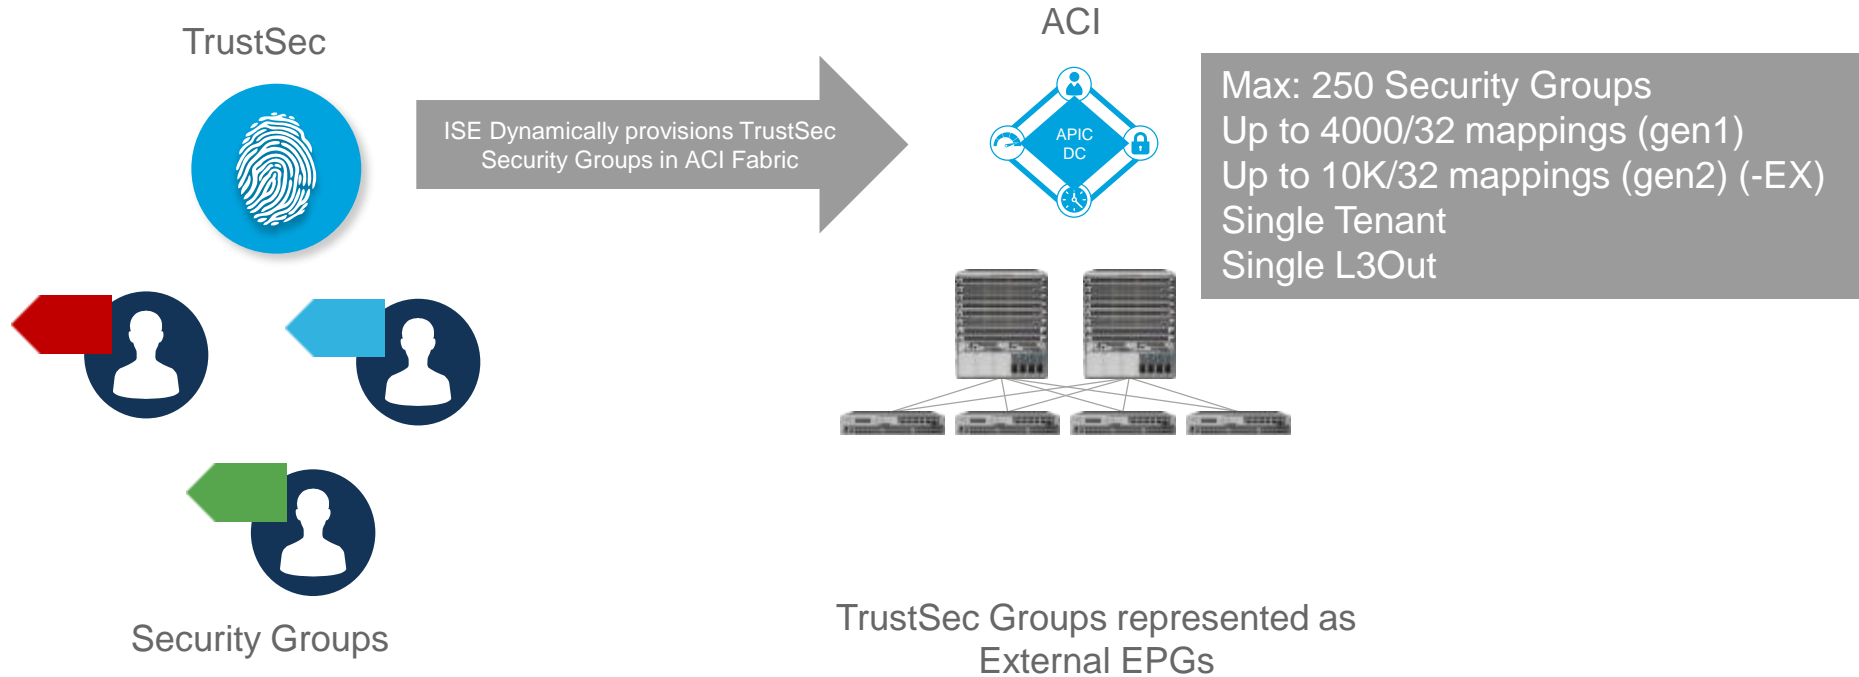 TrustSec
ISE Dynamically provisions TrustSec
Security Groups in ACI Fabric
ACI
APIC
DC
Max: 250 Security Groups
Up to 4000/32 mappings (gen1)
Up to 10K/32 mappings (gen2) (-EX)
Single Tenant
Single L3Out
Security Groups
TrustSec Groups represented as
External EPGs